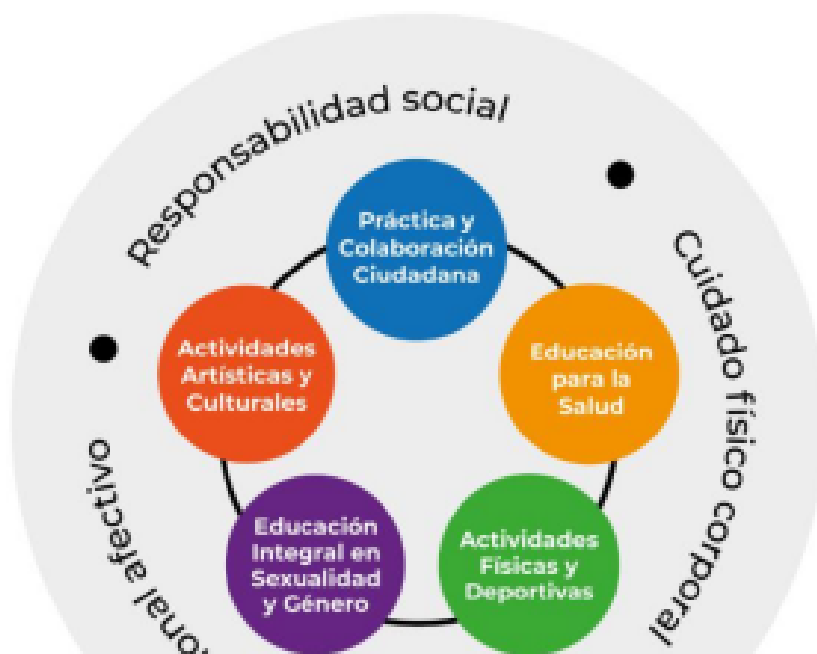 Responsabilidad social
Práctica y
Colaboración
Ciudadana
Cuidado físico corporal
Actividades
Artísticas y
Culturales
Educación
para la
Salud
afectivo
Educación
Integral en
Sexualidad
y Género
Actividades
Físicas y
Deportivas